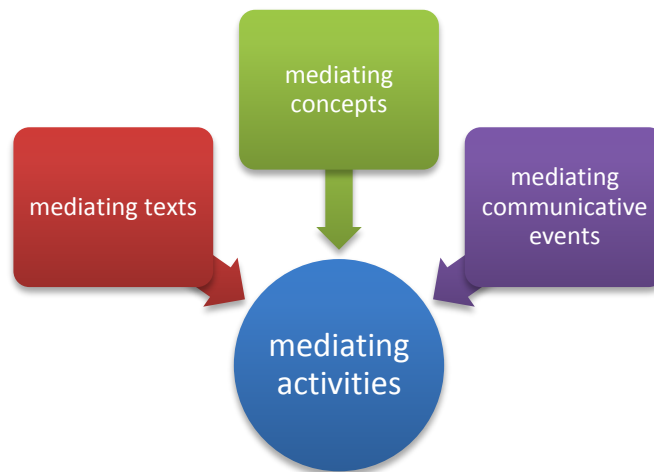 mediating
concepts
mediating texts
mediating
communicative
events
mediating
activities